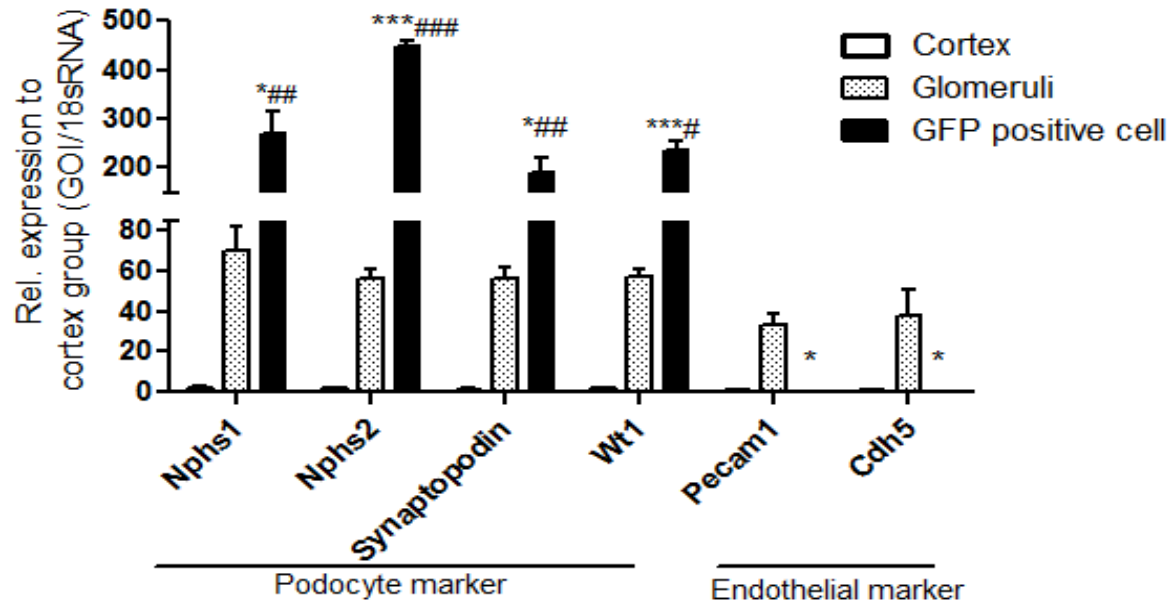 Rel. expression to
cortex group (GOI/18sRNA)
500
400
300
200
80
60
40
20
0
*##
***###
*##
***#
*
*
Cortex
Glomeruli
GFP positive cell
Nphs1
Nphs2
Synaptopodin
Wt1
Pecam1
Cdh5
Podocyte marker
Endothelial marker